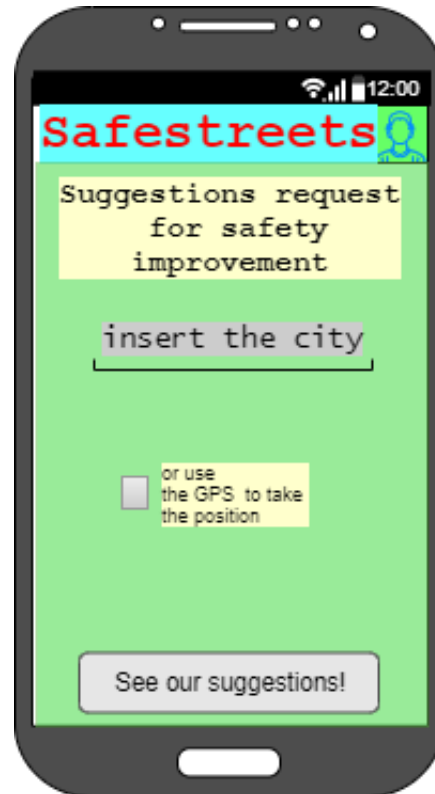 12:00
Safestreets
Suggestions request
for safety
improvement
insert the city
or use
the GPS to take
the position
See our suggestions!